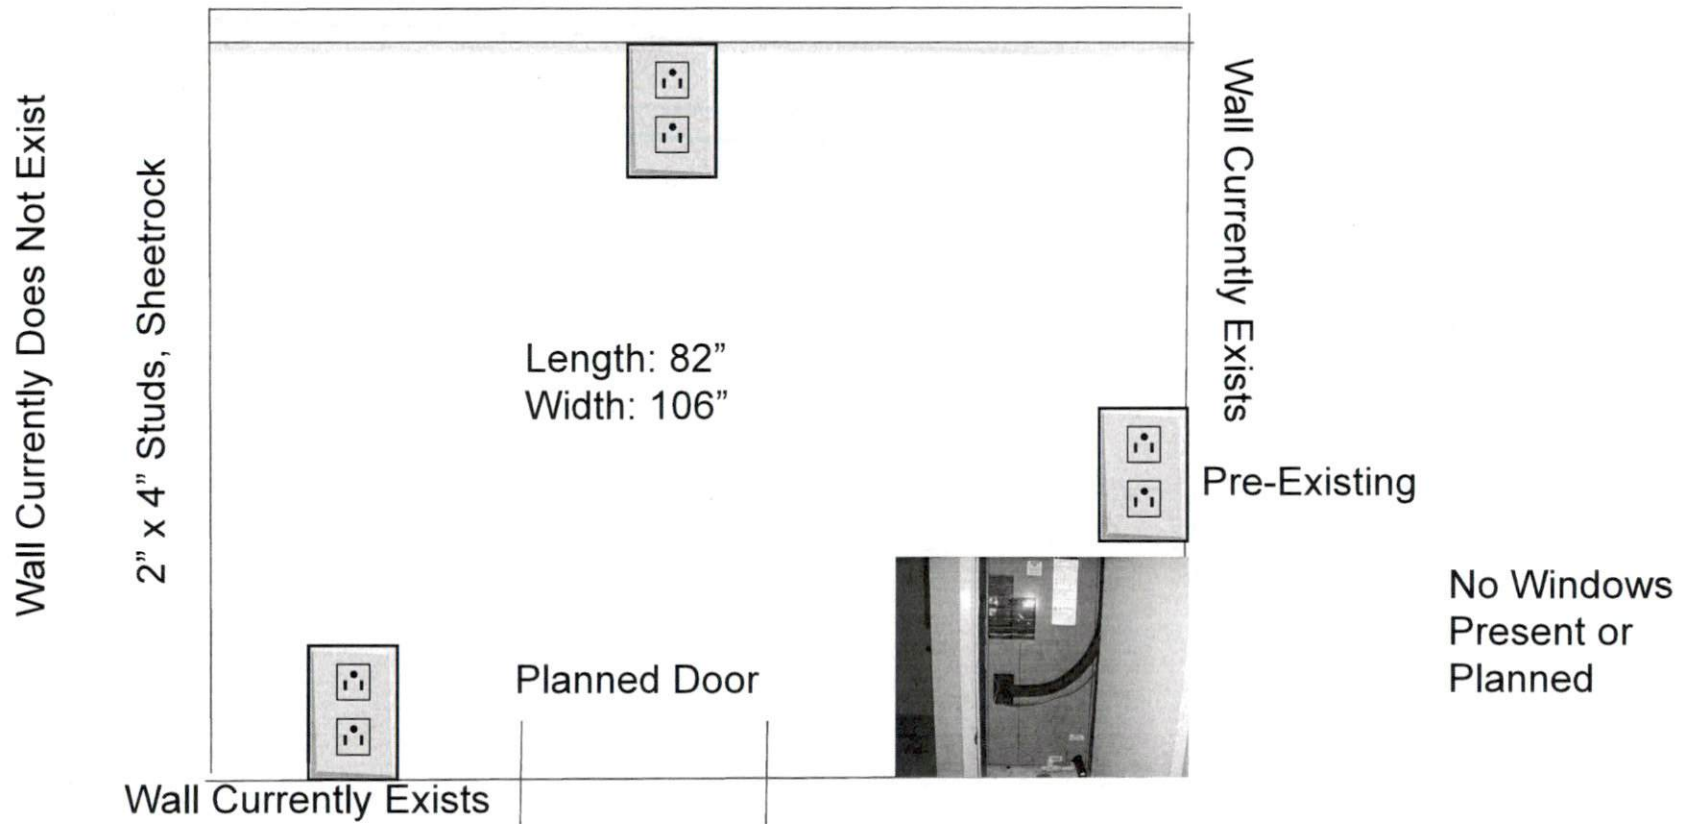 Wall Currently Does Not Exist
2” x 4” Studs, Sheetrock
Length: 82”
Width: 106”
Wall Currently Exists
Pre-Existing
No Windows
Present or
Planned
Planned Door
Wall Currently Exists